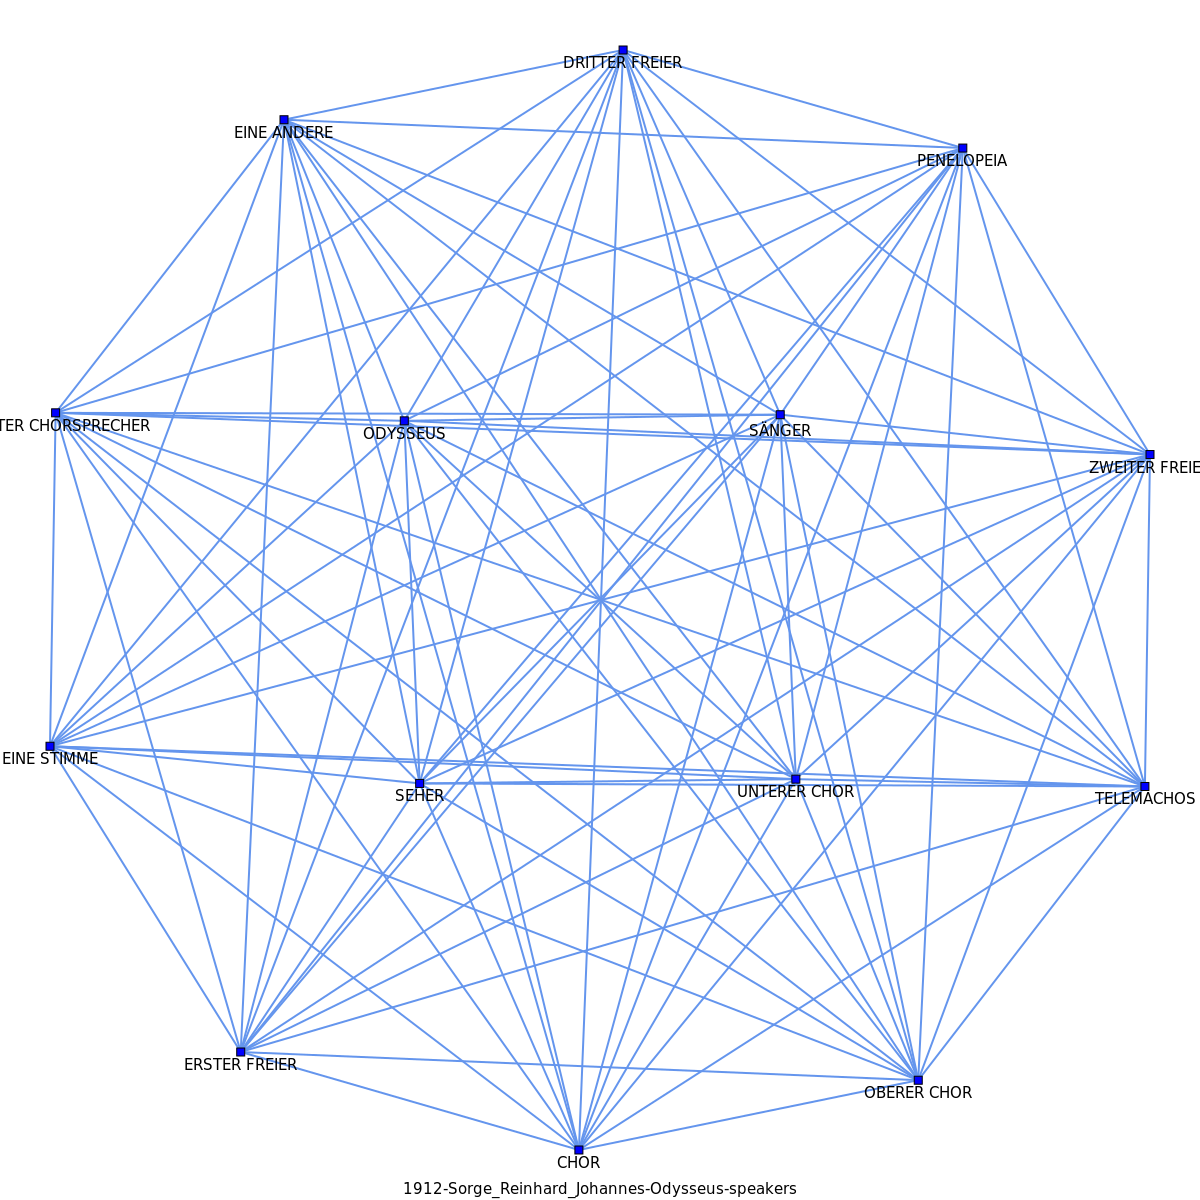 DRITTER FREIER
EINE ANDERE
PENELOPEIA
TER CHORSPRECHER
ODYSSEUS
SÄNGER
ZWEITER FREIE
EINE STIMME
SEHER
UNTERER CHOR
TELEMACHOS
ERSTER FREIER
OBERER CHOR
CHOR
1912-Sorge_Reinhard_Johannes-Odysseus-speakers